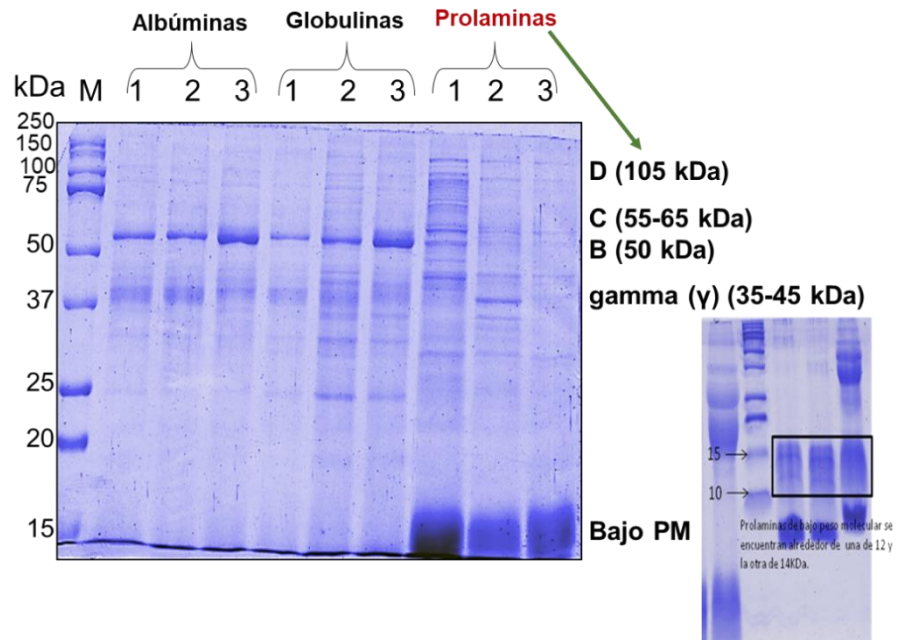 Albúminas Globulinas Prolaminas
kDa M 1 2 3 1 2 3 1 2 3
250
150
100
75
50
37
25
20
15
D (105 kDa)
C (55-65 kDa)
B (50 kDa)
gamma (γ) (35-45 kDa)
Bajo PM
15
10
Prolaminas de bajo peso molecular se
encuentran alrededor de una de 12 y
la otra de 14KDa.